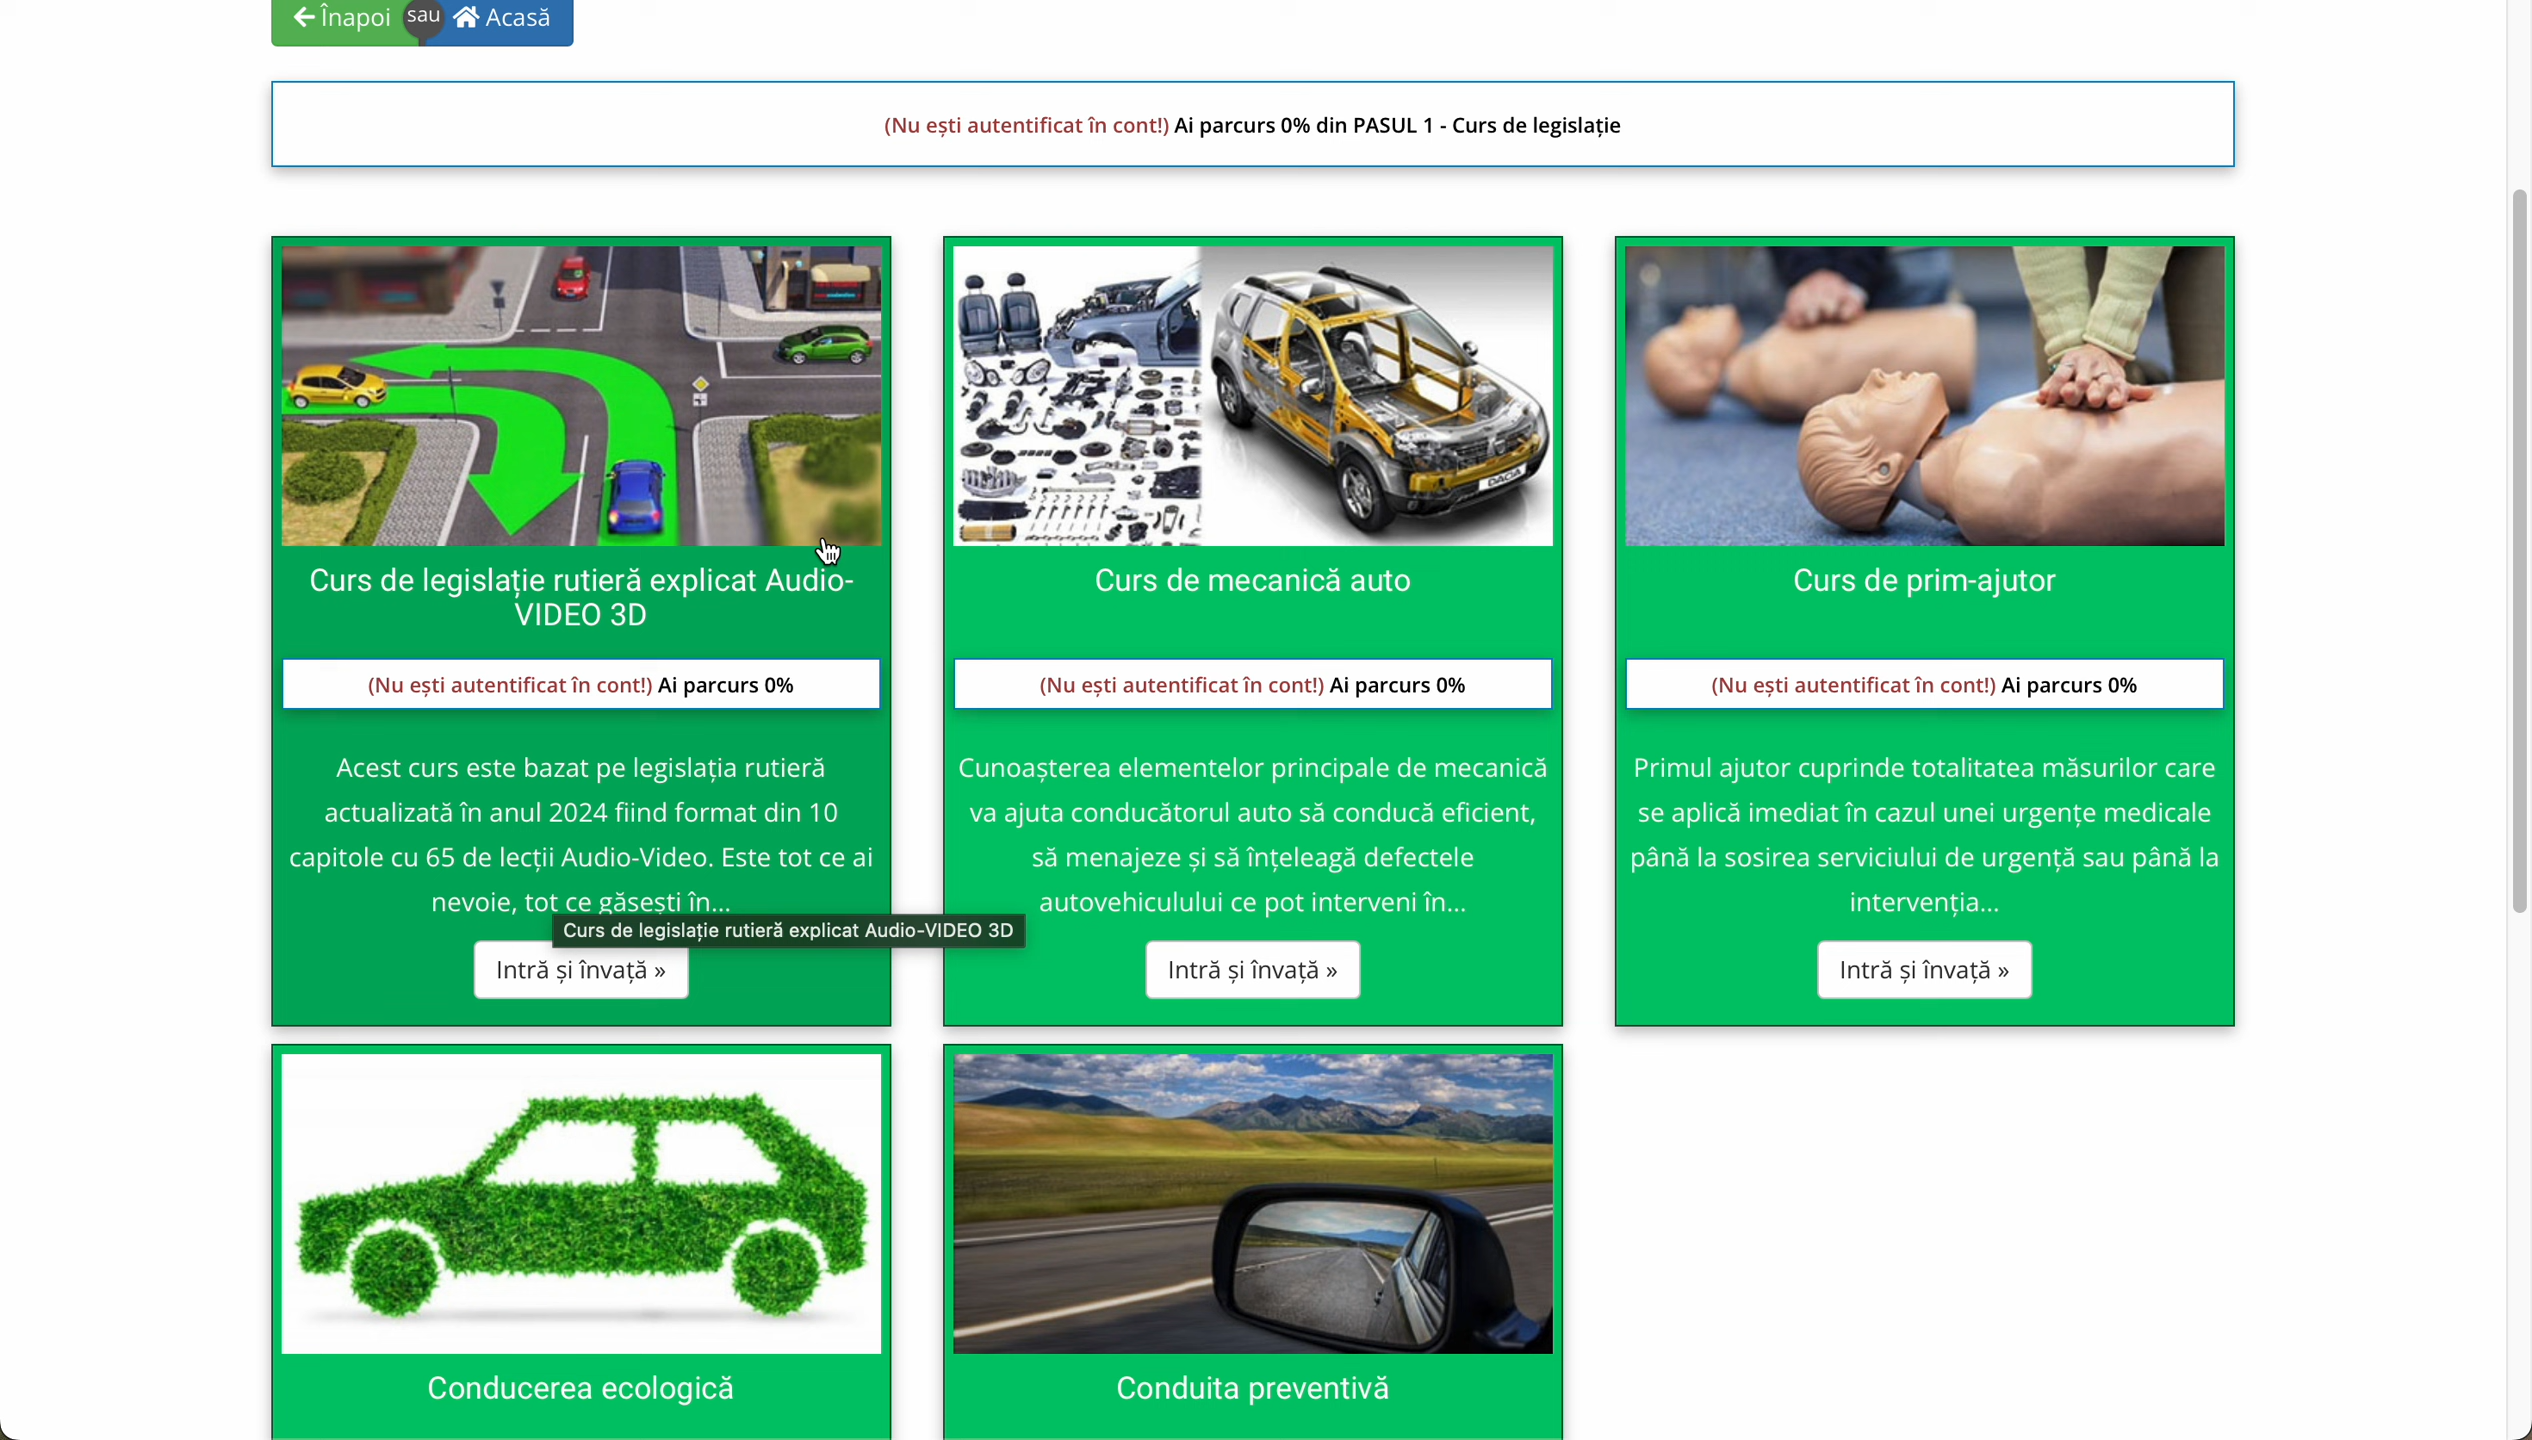 Înapoi sau Acasă
(Nu ești autentificat în cont!) Ai parcurs 0% din PASUL 1 - Curs de legislație
Curs de legislație rutieră explicat Audio-
VIDEO 3D
(Nu ești autentificat în cont!) Ai parcurs 0%
Acest curs este bazat pe legislația rutieră
actualizată în anul 2024 fiind format din 10
capitole cu 65 de lecții Audio-Video. Este tot ce ai
nevoie, tot ce găsești în...
Curs de legislație rutieră explicat Audio-VIDEO 3D
Intră și învață »
DACIA
Curs de mecanică auto
(Nu ești autentificat în cont!) Ai parcurs 0%
Cunoașterea elementelor principale de mecanică
va ajuta conducătorul auto să conducă eficient,
să menajeze și să înțeleagă defectele
autovehiculului ce pot interveni în...
Intră și învață »
Curs de prim-ajutor
(Nu ești autentificat în cont!) Ai parcurs 0%
Primul ajutor cuprinde totalitatea măsurilor care
se aplică imediat în cazul unei urgențe medicale
până la sosirea serviciului de urgență sau până la
intervenția...
Intră și învață »
Conducerea ecologică
Conduita preventivă